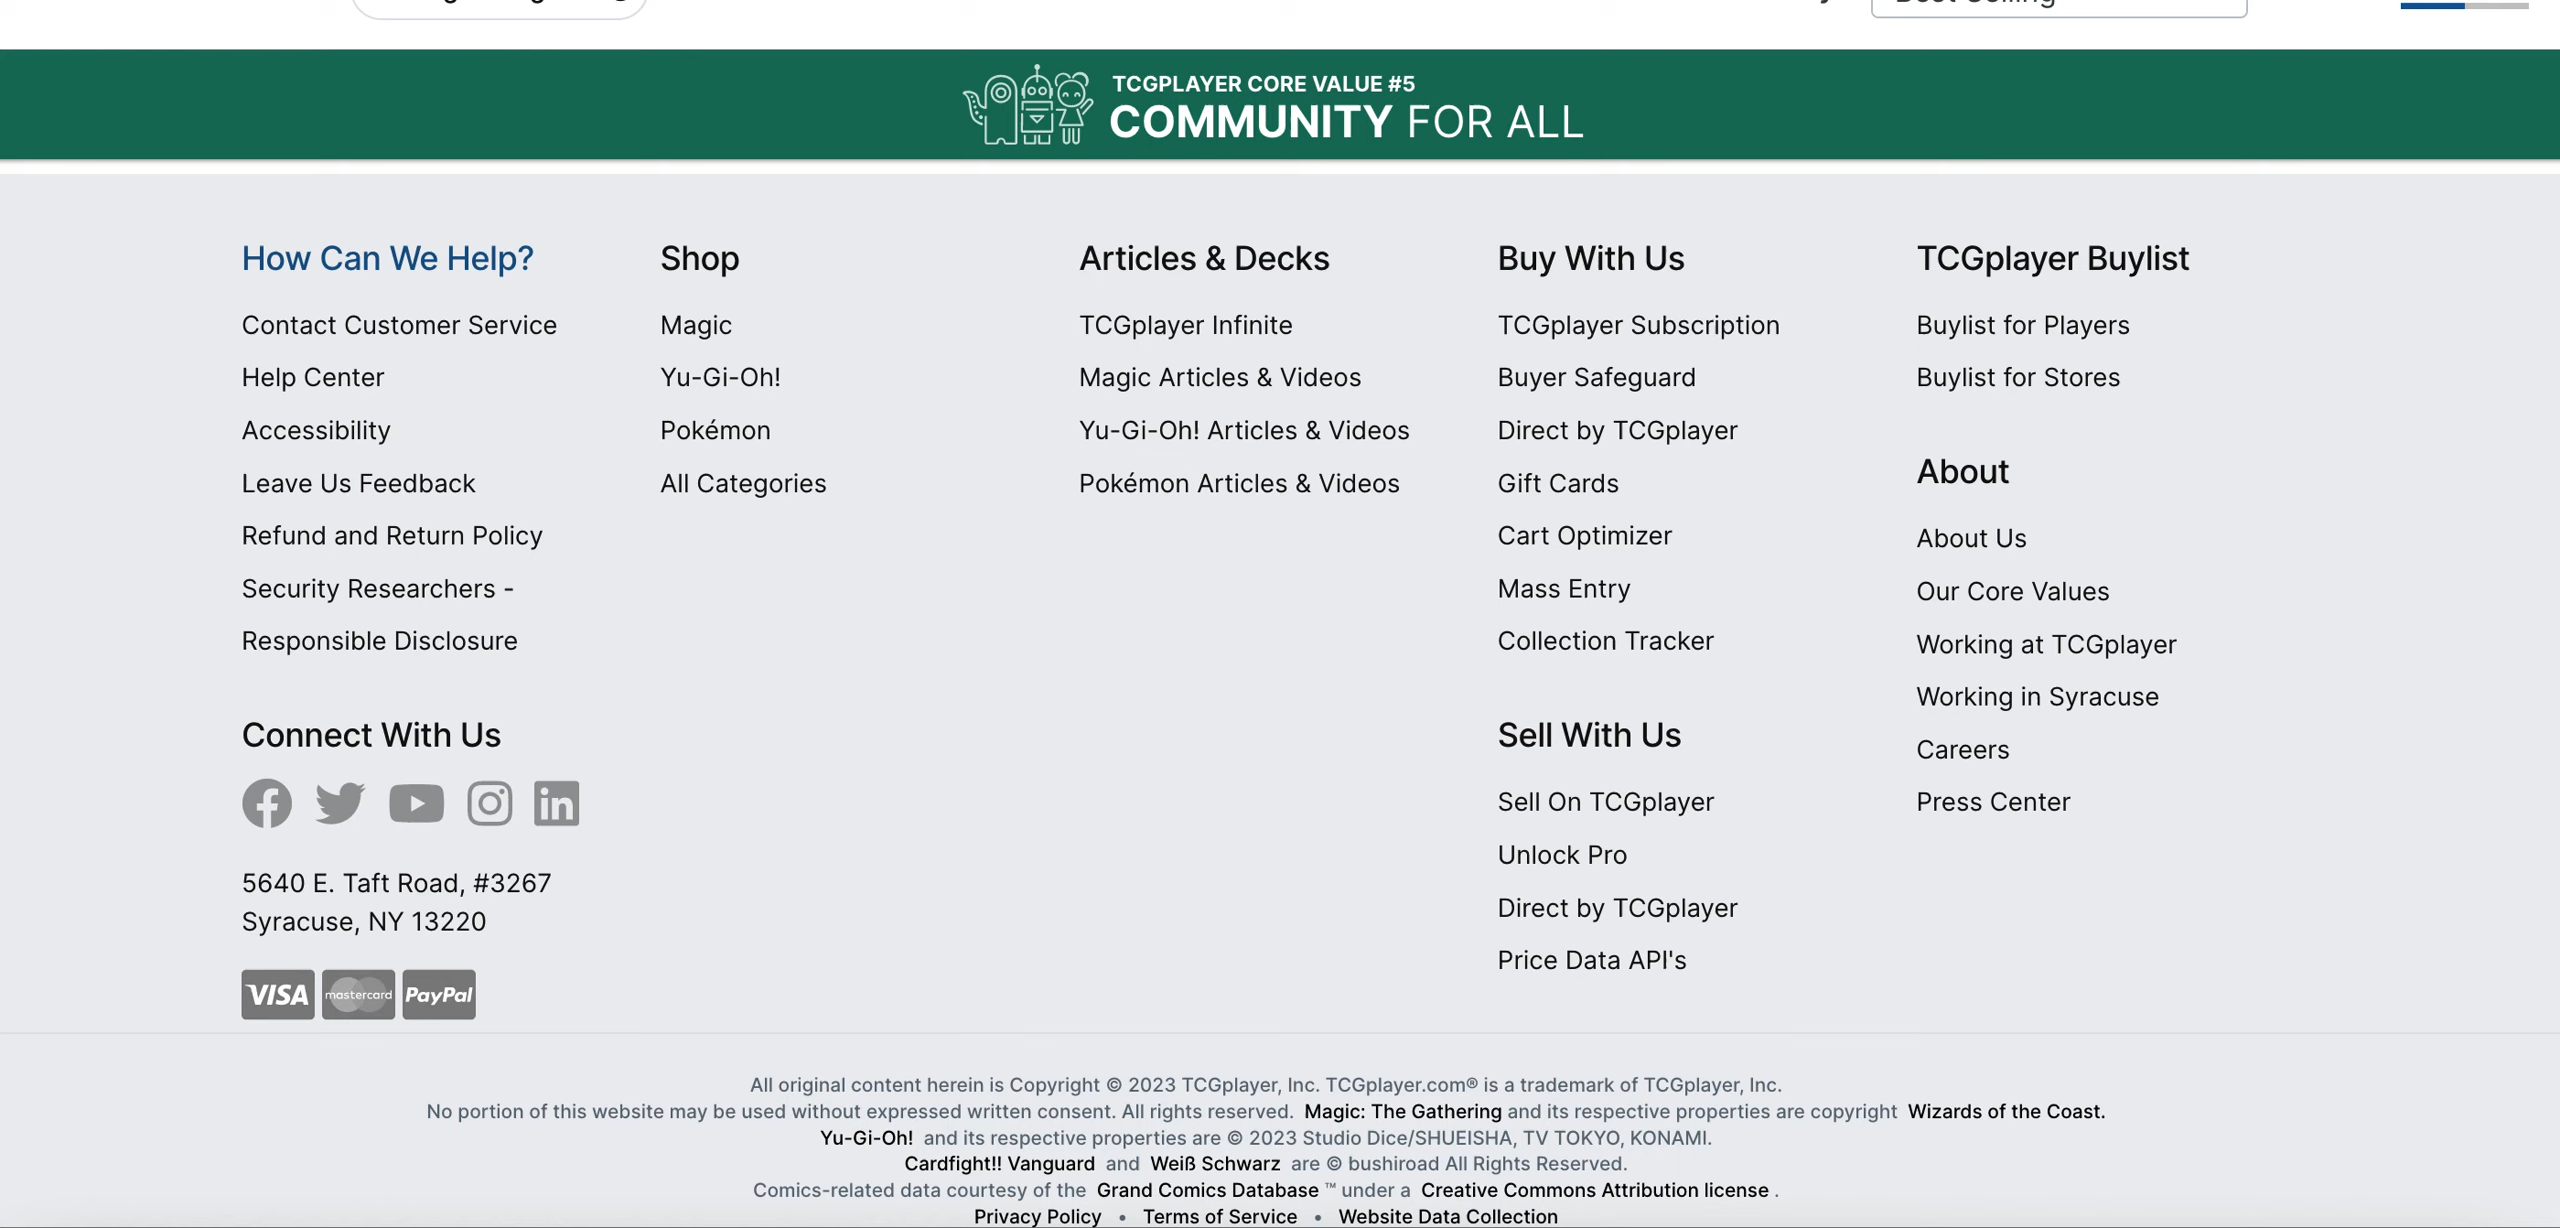 Best Selling
TCGPLAYER CORE VALUE #5
COMMUNITY FOR ALL
How Can We Help?
Contact Customer Service
Help Center
Accessibility
Leave Us Feedback
Refund and Return Policy
Security Researchers -
Responsible Disclosure
Connect With Us
5640 E. Taft Road, #3267
Syracuse, NY 13220
VISA mastercard PayPal
Shop
Magic
Yu-Gi-Oh!
Pokémon
All Categories
Articles & Decks
TCGplayer Infinite
Magic Articles & Videos
Yu-Gi-Oh! Articles & Videos
Pokémon Articles & Videos
Buy With Us
TCGplayer Subscription
Buyer Safeguard
Direct by TCGplayer
Gift Cards
Cart Optimizer
Mass Entry
Collection Tracker
Sell With Us
Sell On TCGplayer
Unlock Pro
Direct by TCGplayer
Price Data API's
TCGplayer Buylist
Buylist for Players
Buylist for Stores
About
About Us
Our Core Values
Working at TCGplayer
Working in Syracuse
Careers
Press Center
All original content herein is Copyright © 2023 TCGplayer, Inc. TCGplayer.com® is a trademark of TCGplayer, Inc.
No portion of this website may be used without expressed written consent. All rights reserved. Magic: The Gathering and its respective properties are copyright Wizards of the Coast.
Yu-Gi-Oh! and its respective properties are © 2023 Studio Dice/SHUEISHA, TV TOKYO, KONAMI.
Cardfight!! Vanguard and Weiß Schwarz are © bushiroad All Rights Reserved.
Comics-related data courtesy of the Grand Comics Database ™ under a Creative Commons Attribution license .
Privacy Policy • Terms of Service • Website Data Collection